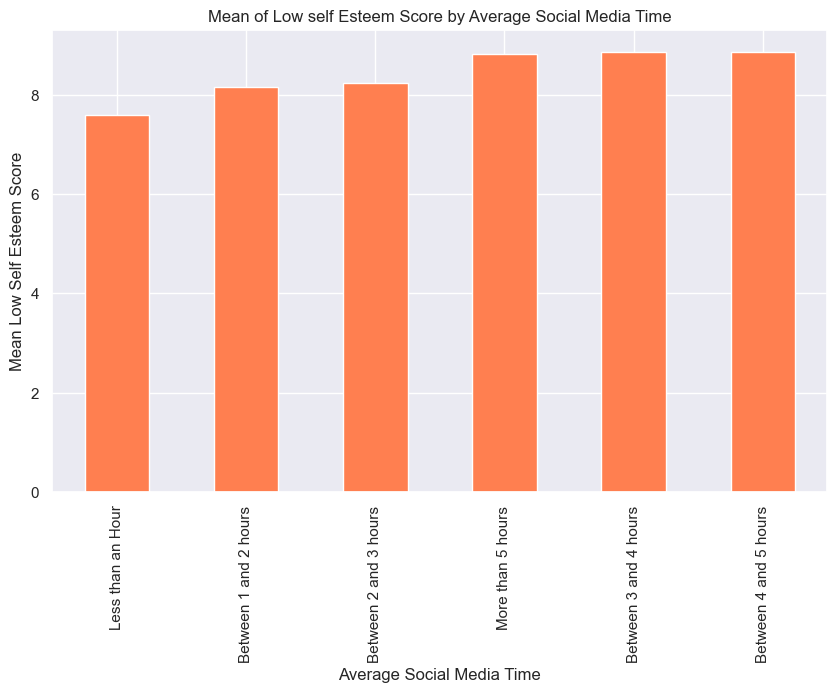 Mean of Low self Esteem Score by Average Social Media Time
Mean Low Self Esteem Score
8
6
4
2
0
Less than an Hour
Between 1 and 2 hours
Between 2 and 3 hours
More than 5 hours
Between 3 and 4 hours
Between 4 and 5 hours
Average Social Media Time